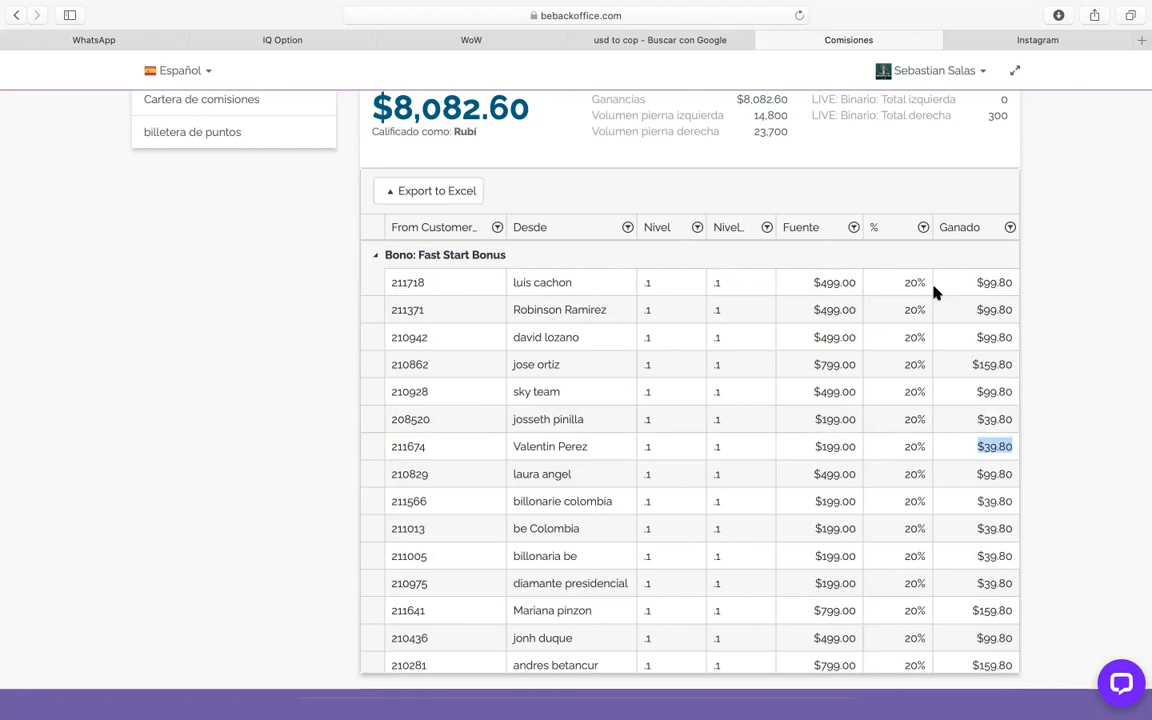 bebackoffice.com
WhatsApp IQ Option WoW usd to cop - Buscar con Google Comisiones Instagram
Español Sebastian Salas
Cartera de comisiones
billetera de puntos
$8,082.60
Calificado como: Rubí
Ganancias $8,082.60 LIVE: Binario: Total izquierda 0
Volumen pierna izquierda 14,800 LIVE: Binario: Total derecha 300
Volumen pierna derecha 23,700
Export to Excel
From Customer... Desde Nivel Nivel.. Fuente % Ganado
Bono: Fast Start Bonus
211718 luis cachon .1 .1 $499.00 20% $99.80
211371 Robinson Ramirez .1 .1 $499.00 20% $99.80
210942 david lozano .1 .1 $499.00 20% $99.80
210862 jose ortiz .1 .1 $799.00 20% $159.80
210928 sky team .1 .1 $499.00 20% $99.80
208520 josseth pinilla .1 .1 $199.00 20% $39.80
211674 Valentin Perez .1 .1 $199.00 20% $39.80
210829 laura angel .1 .1 $499.00 20% $99.80
211566 billonarie colombia .1 .1 $199.00 20% $39.80
211013 be Colombia .1 .1 $199.00 20% $39.80
211005 billonaria be .1 .1 $199.00 20% $39.80
210975 diamante presidencial .1 .1 $199.00 20% $39.80
211641 Mariana pinzon .1 .1 $799.00 20% $159.80
210436 jonh duque .1 .1 $499.00 20% $99.80
210281 andres betancur .1 .1 $799.00 20% $159.80